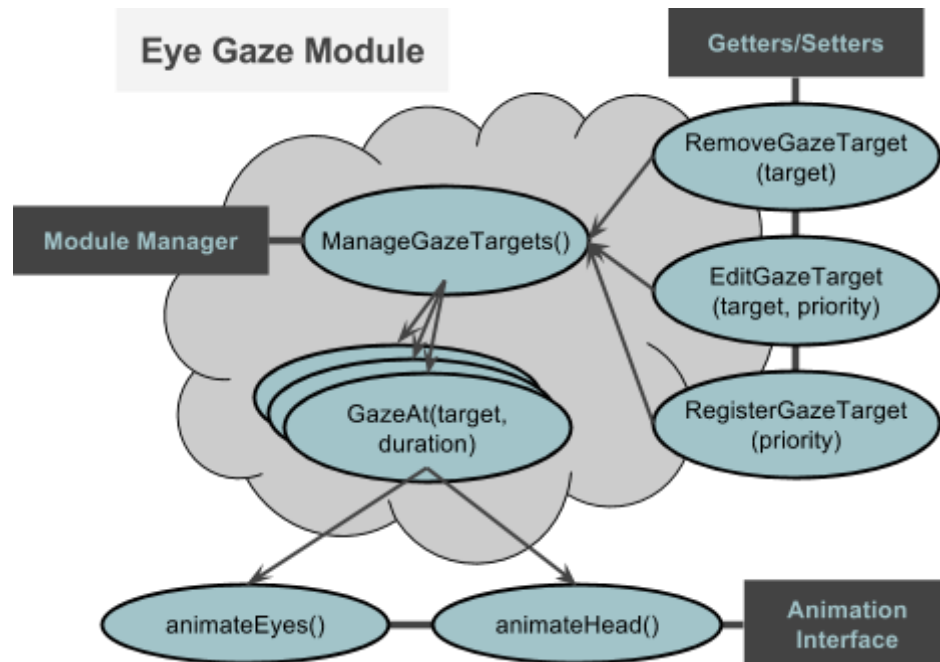 Eye Gaze Module
Getters/Setters
RemoveGazeTarget
(target)
Module Manager
ManageGazeTargets()
EditGazeTarget
(target, priority)
GazeAt(target,
duration)
RegisterGazeTarget
(priority)
animateEyes()
animateHead()
Animation
Interface